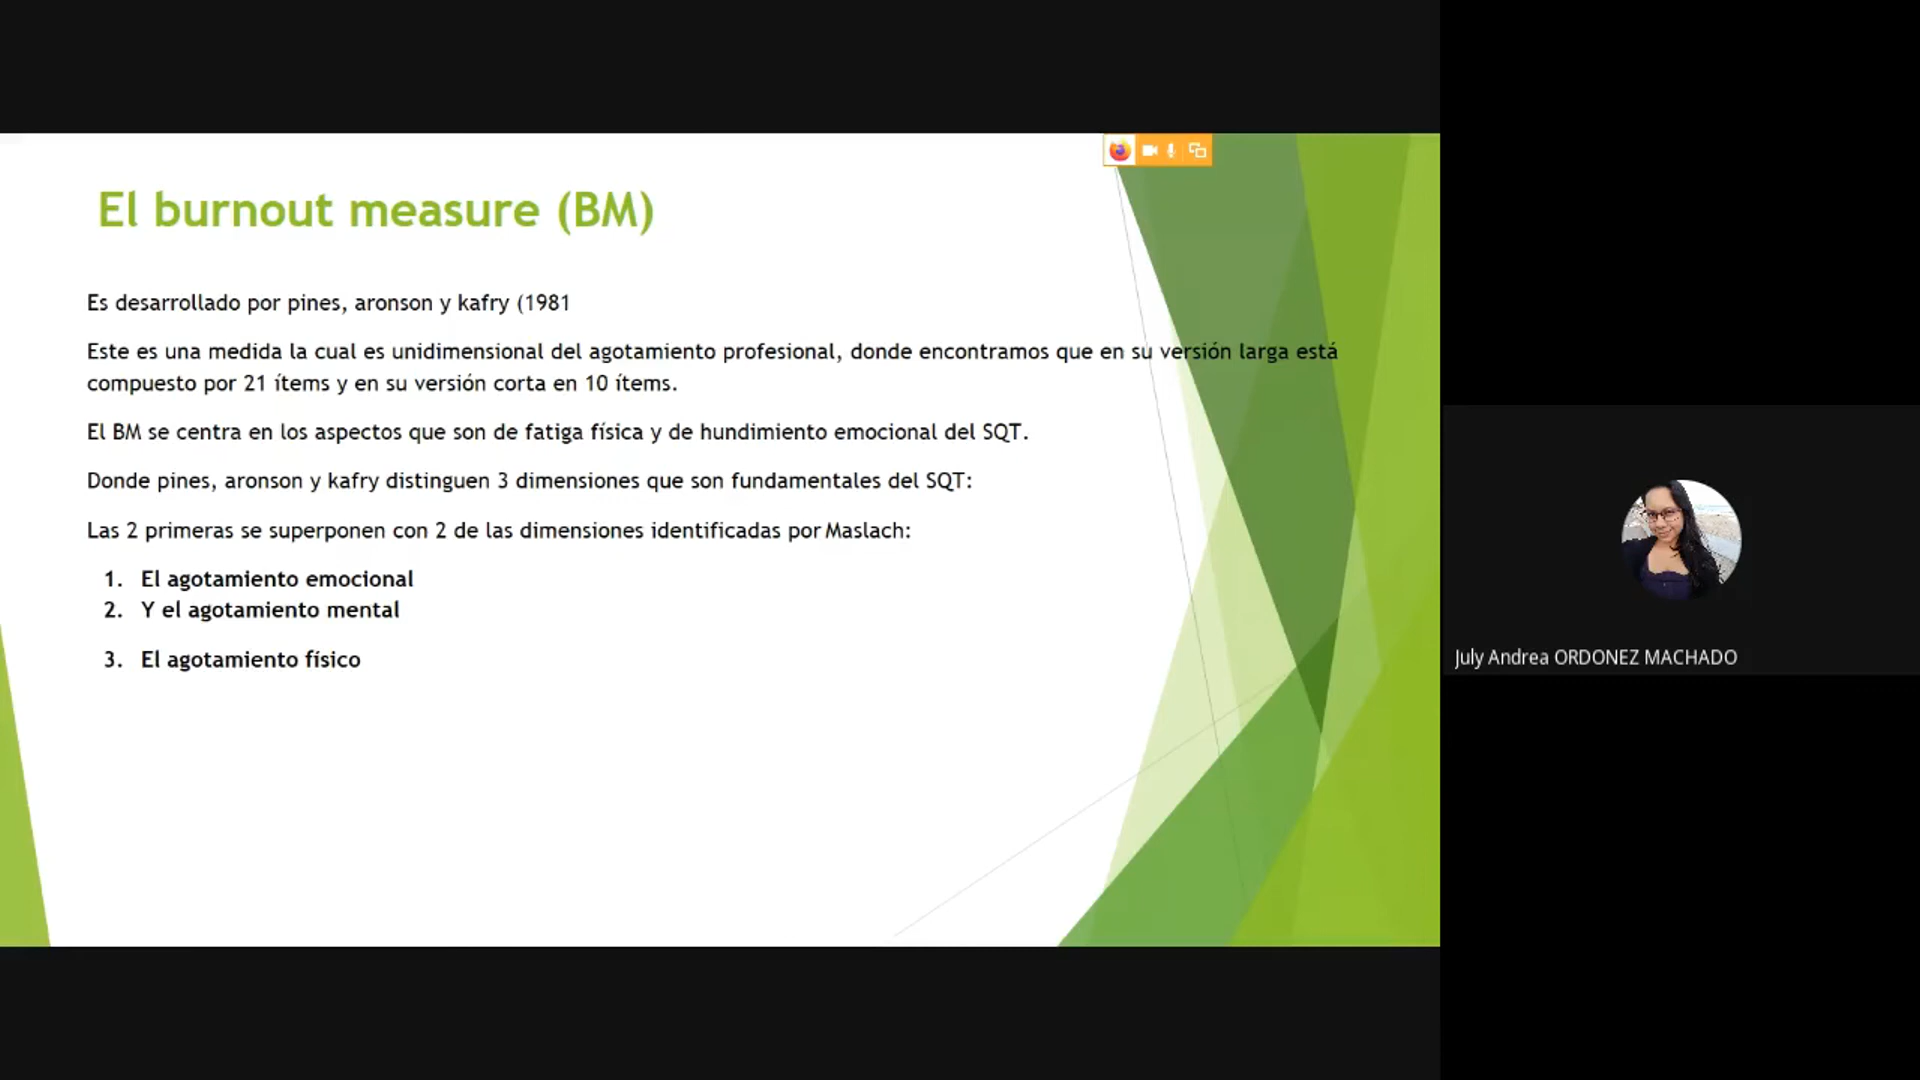 El burnout measure (BM)
Es desarrollado por pines, aronson y kafry (1981
Este es una medida la cual es unidimensional del agotamiento profesional, donde encontramos que en su versión larga está
compuesto por 21 ítems y en su versión corta en 10 ítems.
El BM se centra en los aspectos que son de fatiga física y de hundimiento emocional del SQT.
Donde pines, aronson y kafry distinguen 3 dimensiones que son fundamentales del SQT:
Las 2 primeras se superponen con 2 de las dimensiones identificadas por Maslach:
1. El agotamiento emocional
2. Y el agotamiento mental
3. El agotamiento físico
July Andrea ORDONEZ MACHADO